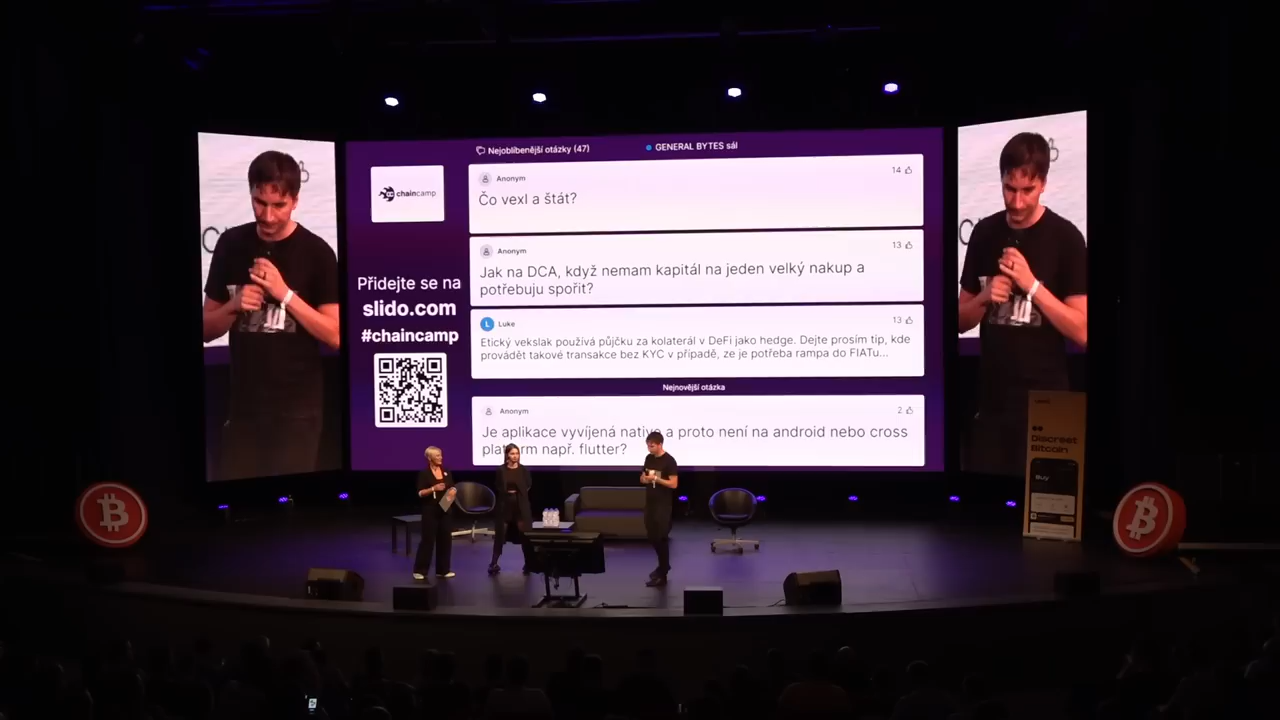 Nejoblíbenější otázky (47)
GENERAL BYTES sál
chaincamp
Přidejte se na
slido.com
#chaincamp
Anonym
14
Čo vexl a štát?
Anonym
13
Jak na DCA, když nemam kapitál na jeden velký nakup a
potřebuju spořit?
L Luke
13
Etický vekslak používá půjčku za kolaterál v DeFi jako hedge. Dejte prosím tip, kde
provádět takové transakce bez KYC v případě, ze je potřeba rampa do FIATu...
Nejnovější otázka
Anonym
2
Je aplikace vyvíjená native a proto není na android nebo cross
platform např. flutter?
Discreet
Bitcoin
Buy